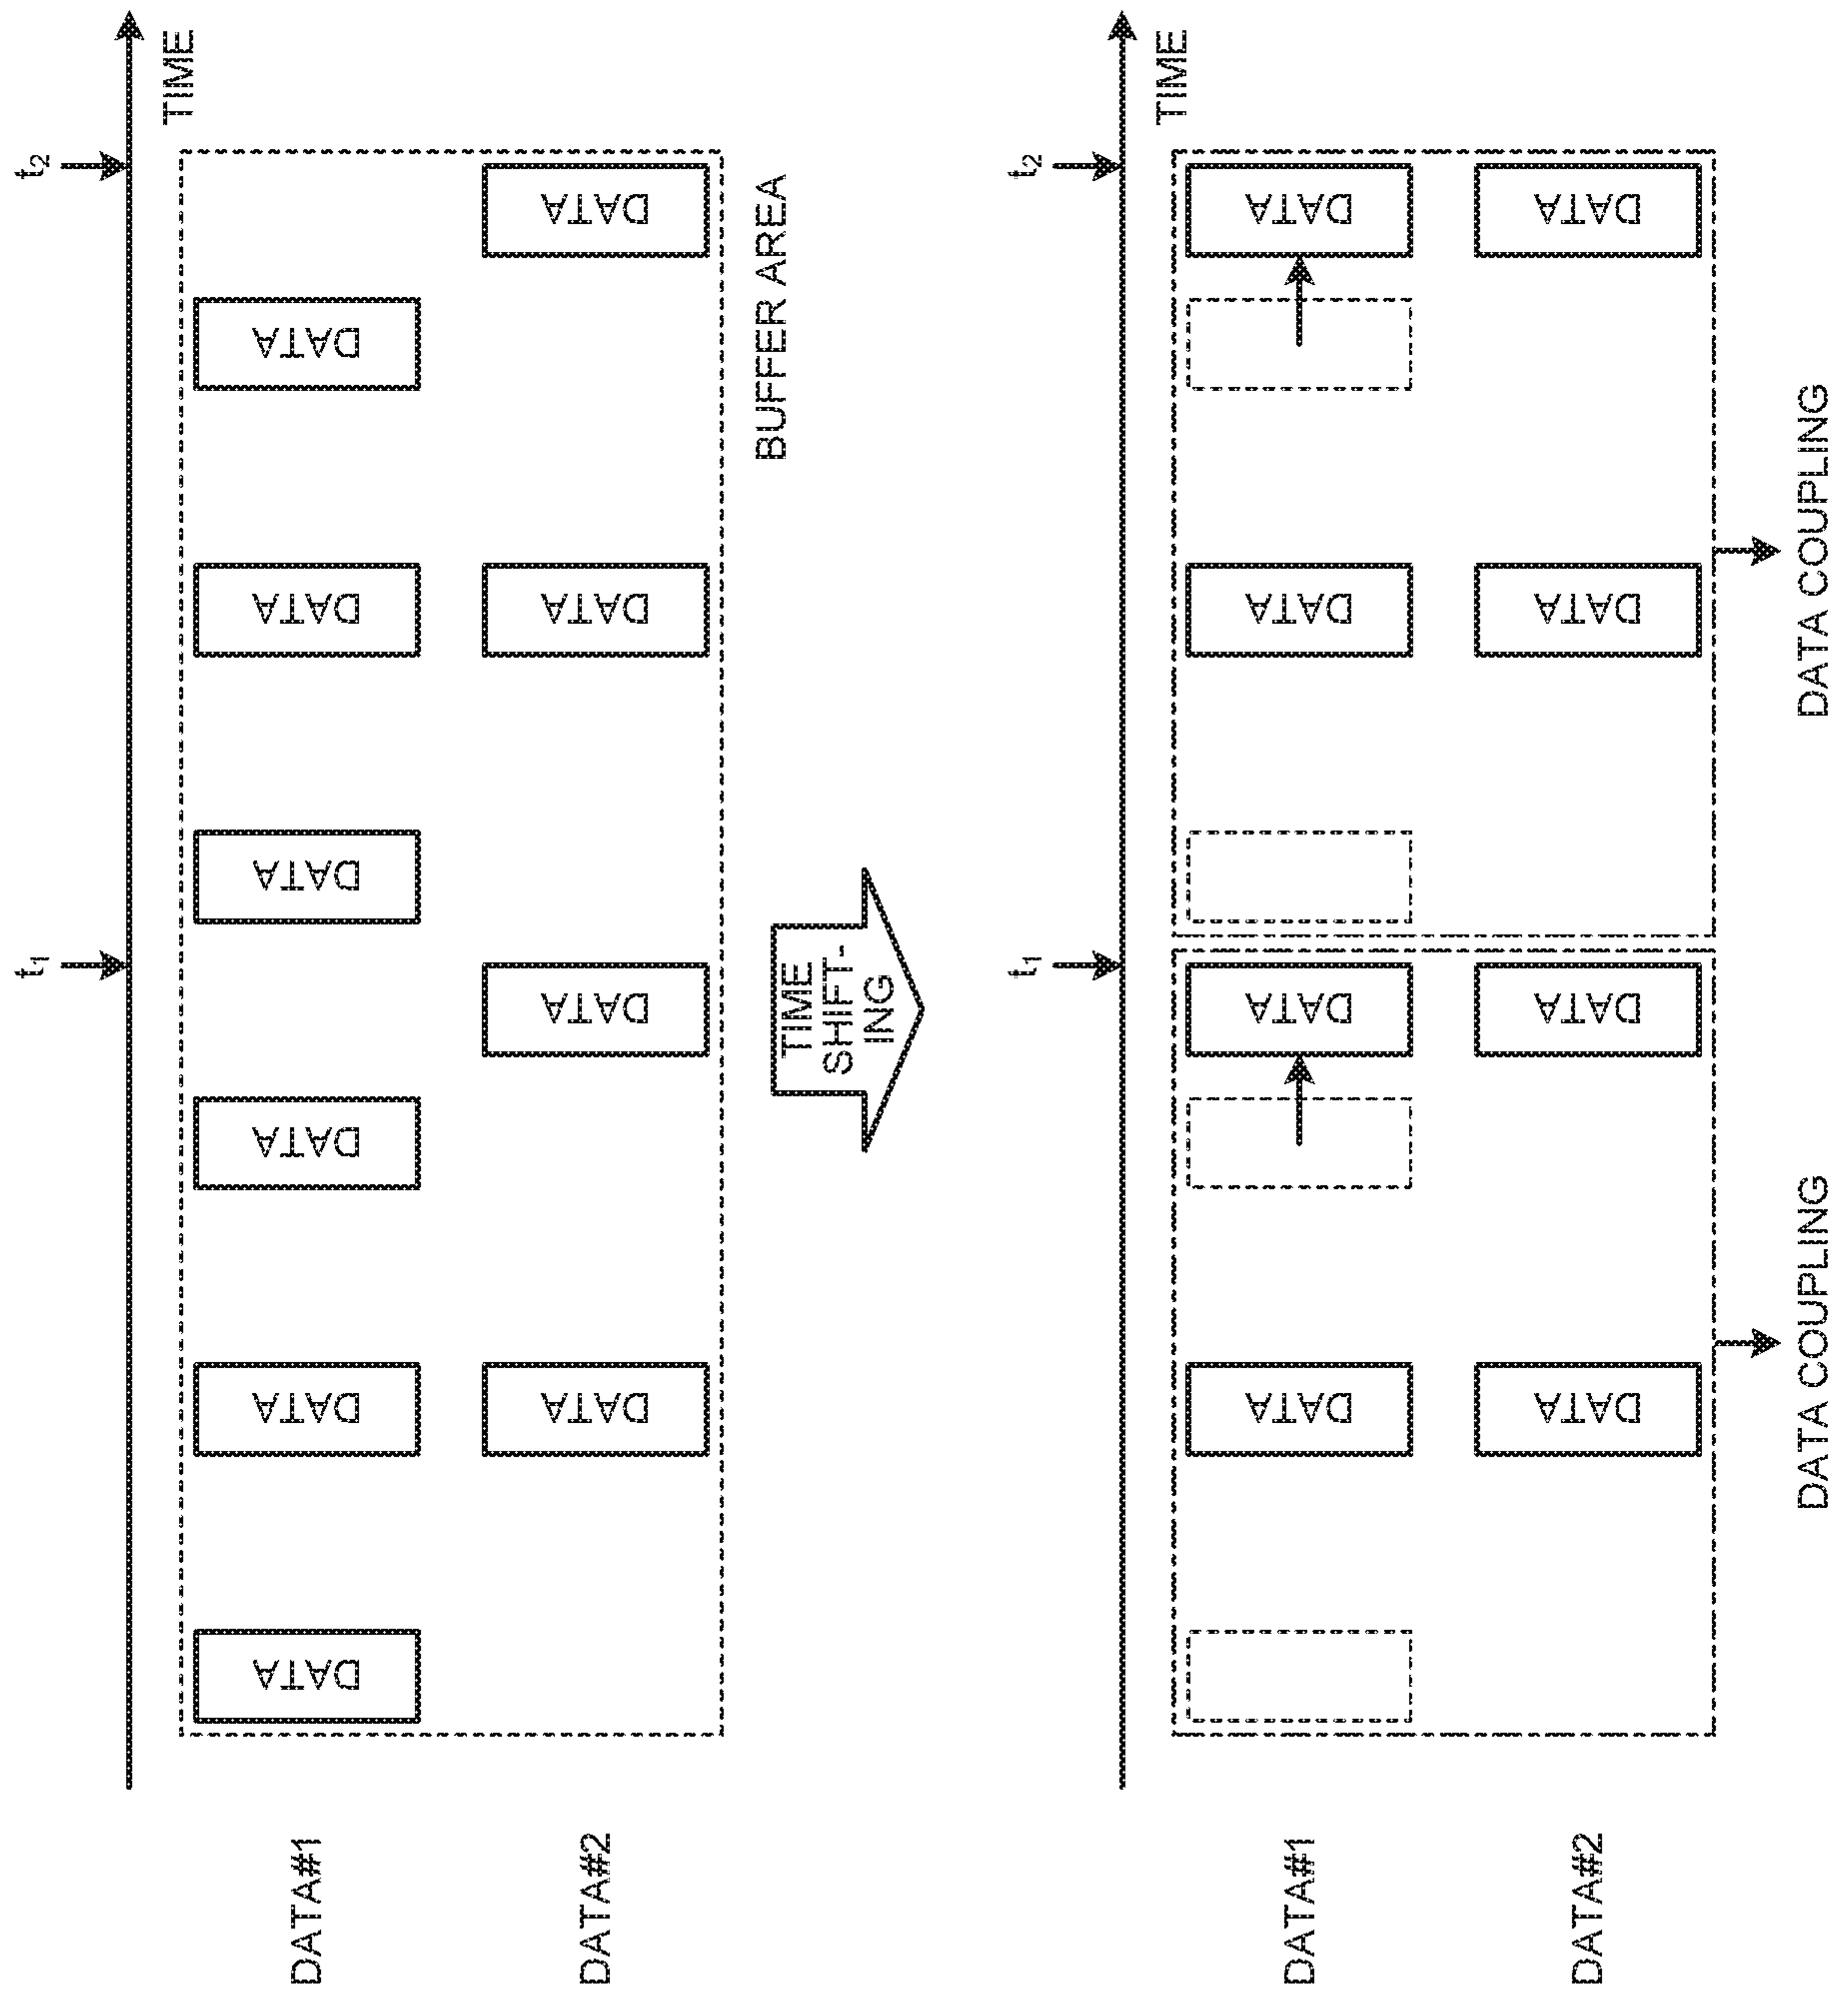 t1 t2
TIME
DATA#1 DATA DATA DATA DATA DATA DATA
DATA#2 DATA DATA DATA DATA
BUFFER AREA
TIME
SHIFT-
ING
t1 t2
TIME
DATA#1 DATA DATA DATA DATA
DATA#2 DATA DATA DATA DATA
DATA COUPLING DATA COUPLING